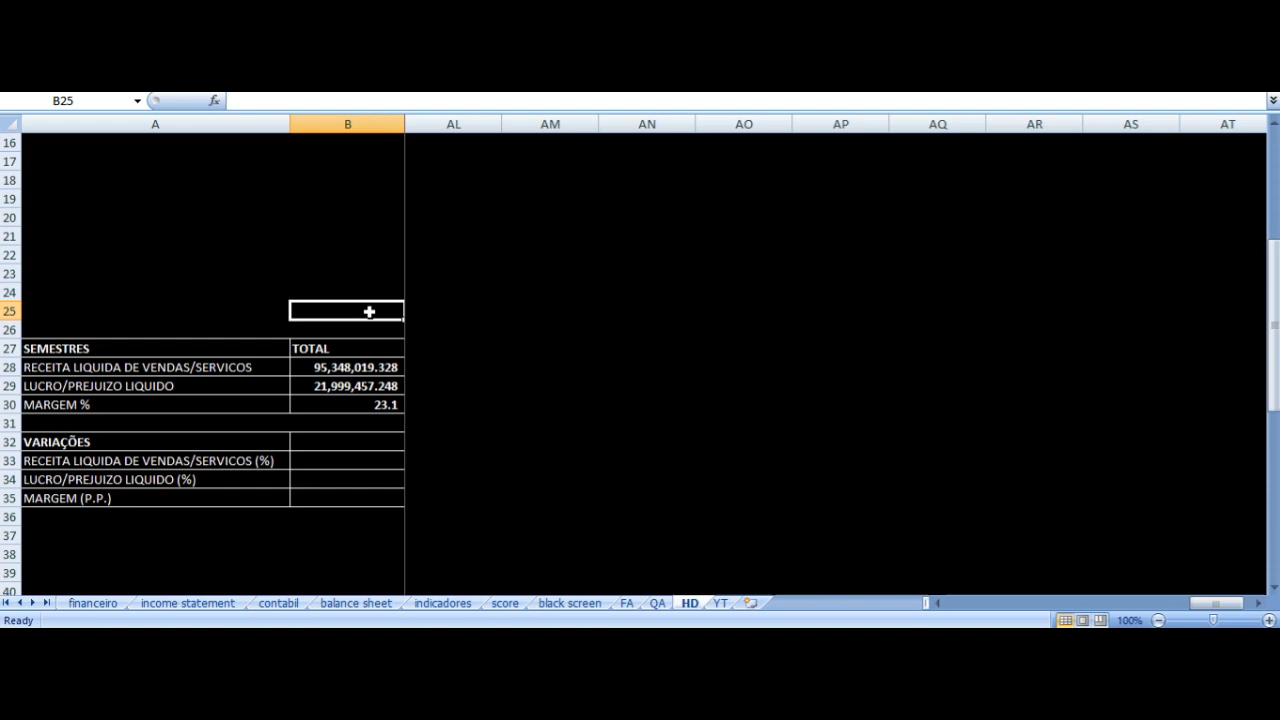 B25 fx
A B AL AM AN AO AP AQ AR AS AT
16
17
18
19
20
21
22
23
24
25
26
27 SEMESTRES TOTAL
28 RECEITA LIQUIDA DE VENDAS/SERVICOS 95,348,019.328
29 LUCRO/PREJUIZO LIQUIDO 21,999,457.248
30 MARGEM % 23.1
31
32 VARIAÇÕES
33 RECEITA LIQUIDA DE VENDAS/SERVICOS (%)
34 LUCRO/PREJUIZO LIQUIDO (%)
35 MARGEM (P.P.)
36
37
38
39
40
financeiro income statement contabil balance sheet indicadores score black screen FA QA HD YT
Ready 100%